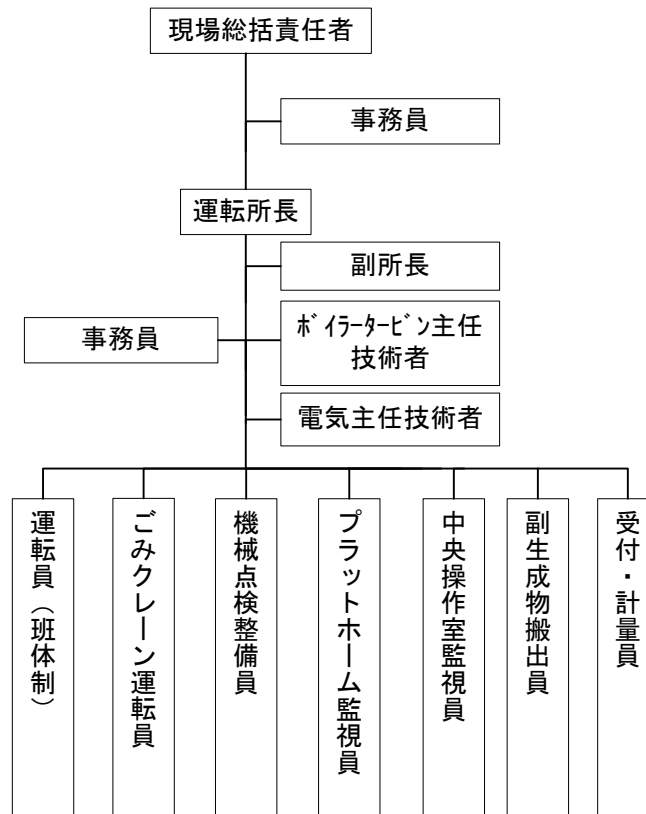 現場総括責任者
事務員
運転所長
副所長
事務員
ﾎﾞｲﾗｰﾀｰﾋﾞﾝ主任
技術者
電気主任技術者
運転員（班体制）
ごみクレーン運転員
機械点検整備員
プラットホーム監視員
中央操作室監視員
副生成物搬出員
受付・計量員